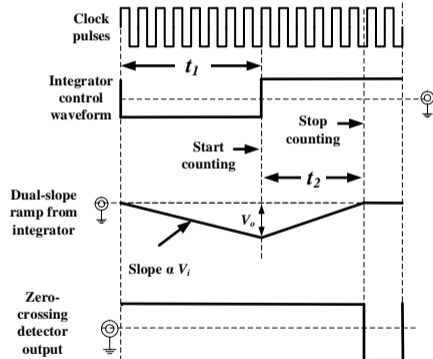 Clock
pulses
t1
Integrator
control
waveform
Stop
counting
Start
counting
t2
Dual-slope
ramp from
integrator
Vo
Slope α Vi
Zero-
crossing
detector
output